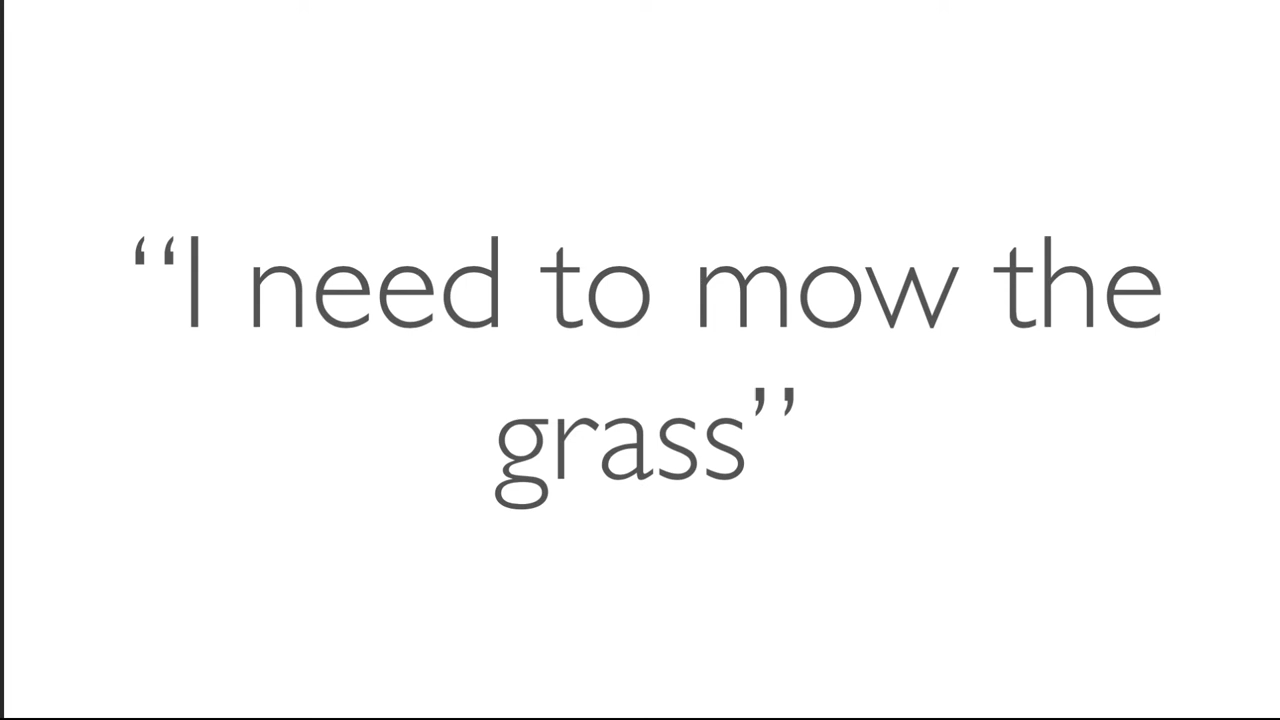 “I need to mow the
grass”